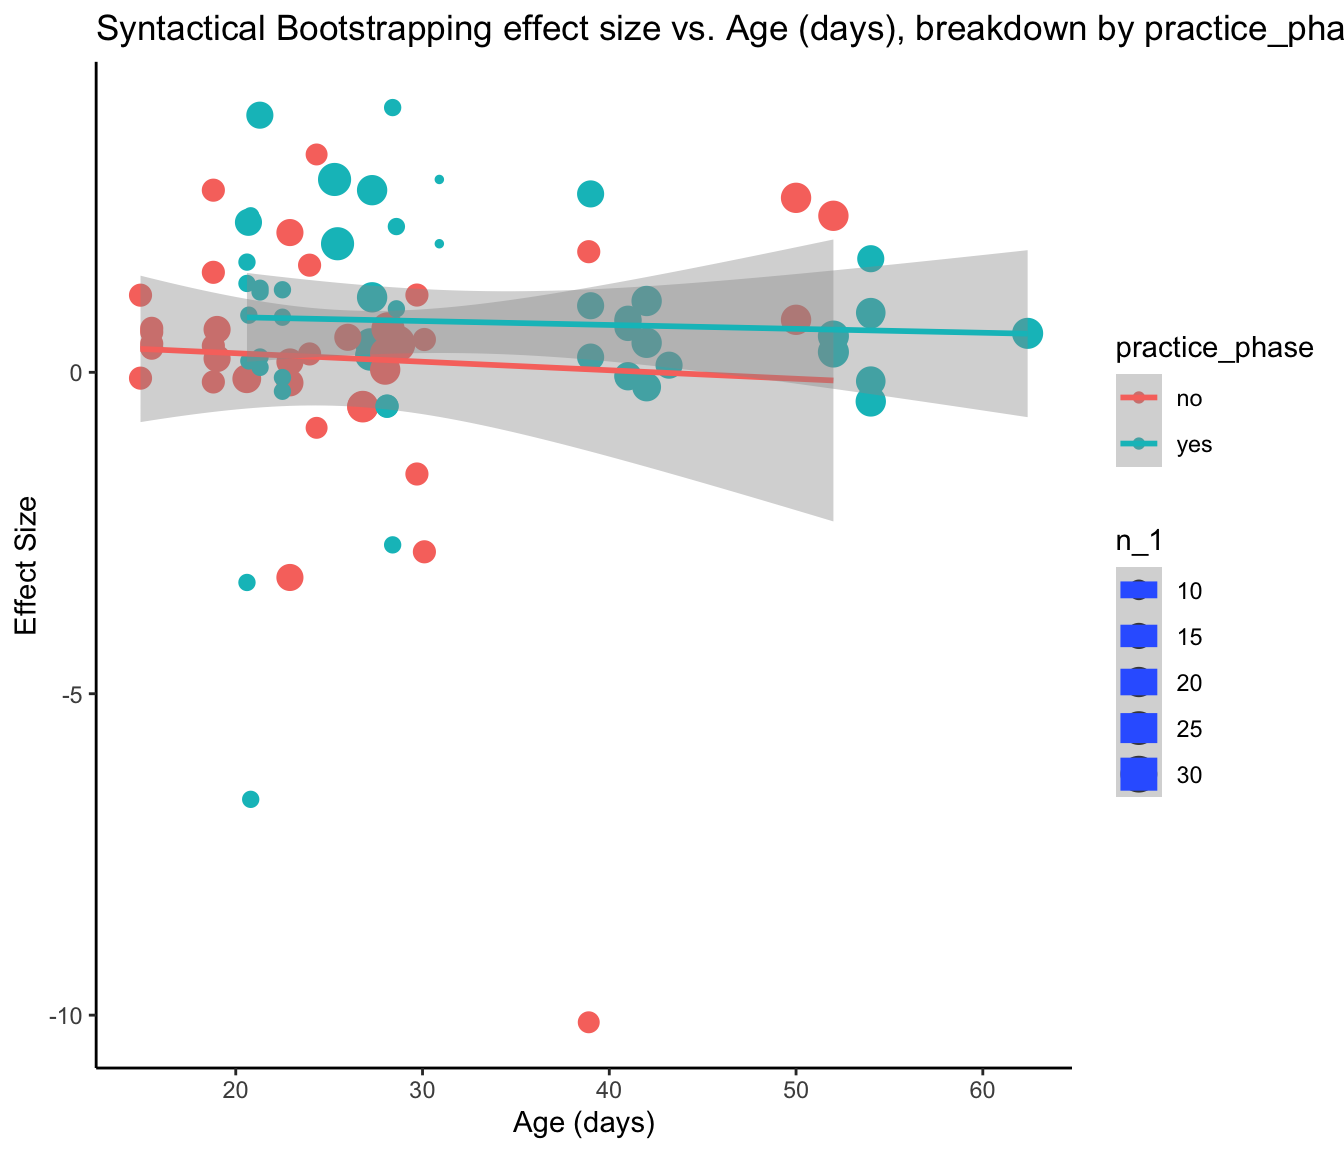 Syntactical Bootstrapping effect size vs. Age (days), breakdown by practice_pha
0
-5
-10
Effect Size
20 30 40 50 60
Age (days)
practice_phase
no
yes
n_1
10
15
20
25
30